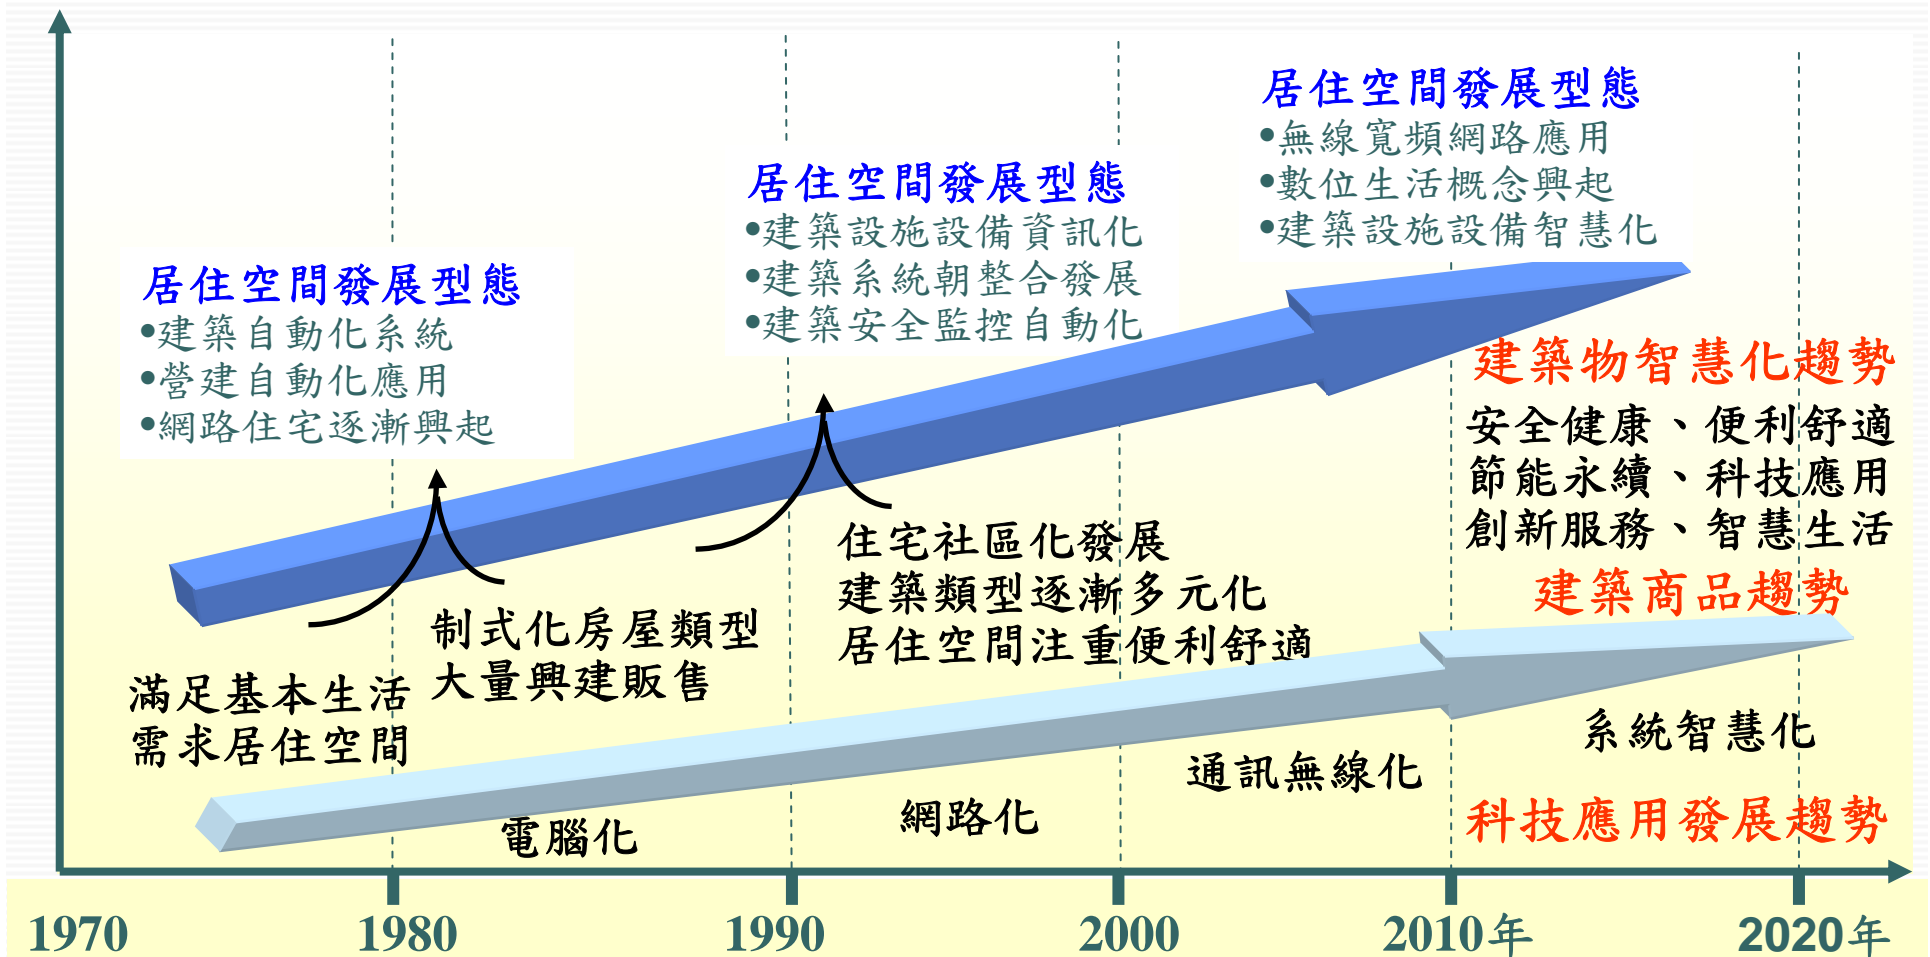 居住空間發展型態
•無線寬頻網路應用
•數位生活概念興起
•建築設施設備智慧化
居住空間發展型態
•建築設施設備資訊化
•建築系統朝整合發展
•建築安全監控自動化
居住空間發展型態
•建築自動化系統
•營建自動化應用
•網路住宅逐漸興起
建築物智慧化趨勢
安全健康、便利舒適
節能永續、科技應用
創新服務、智慧生活
建築商品趨勢
住宅社區化發展
建築類型逐漸多元化
居住空間注重便利舒適
制式化房屋類型
大量興建販售
滿足基本生活
需求居住空間
電腦化
網路化
通訊無線化
系統智慧化
科技應用發展趨勢
1970
1980
1990
2000
2010年
2020年